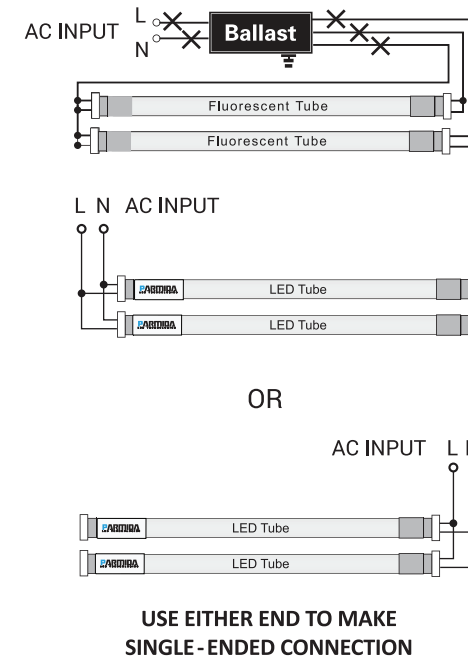 AC INPUT
L
N
Ballast
Fluorescent Tube
Fluorescent Tube
L N AC INPUT
LED Tube
LED Tube
OR
AC INPUT L
LED Tube
LED Tube
USE EITHER END TO MAKE
SINGLE-ENDED CONNECTION